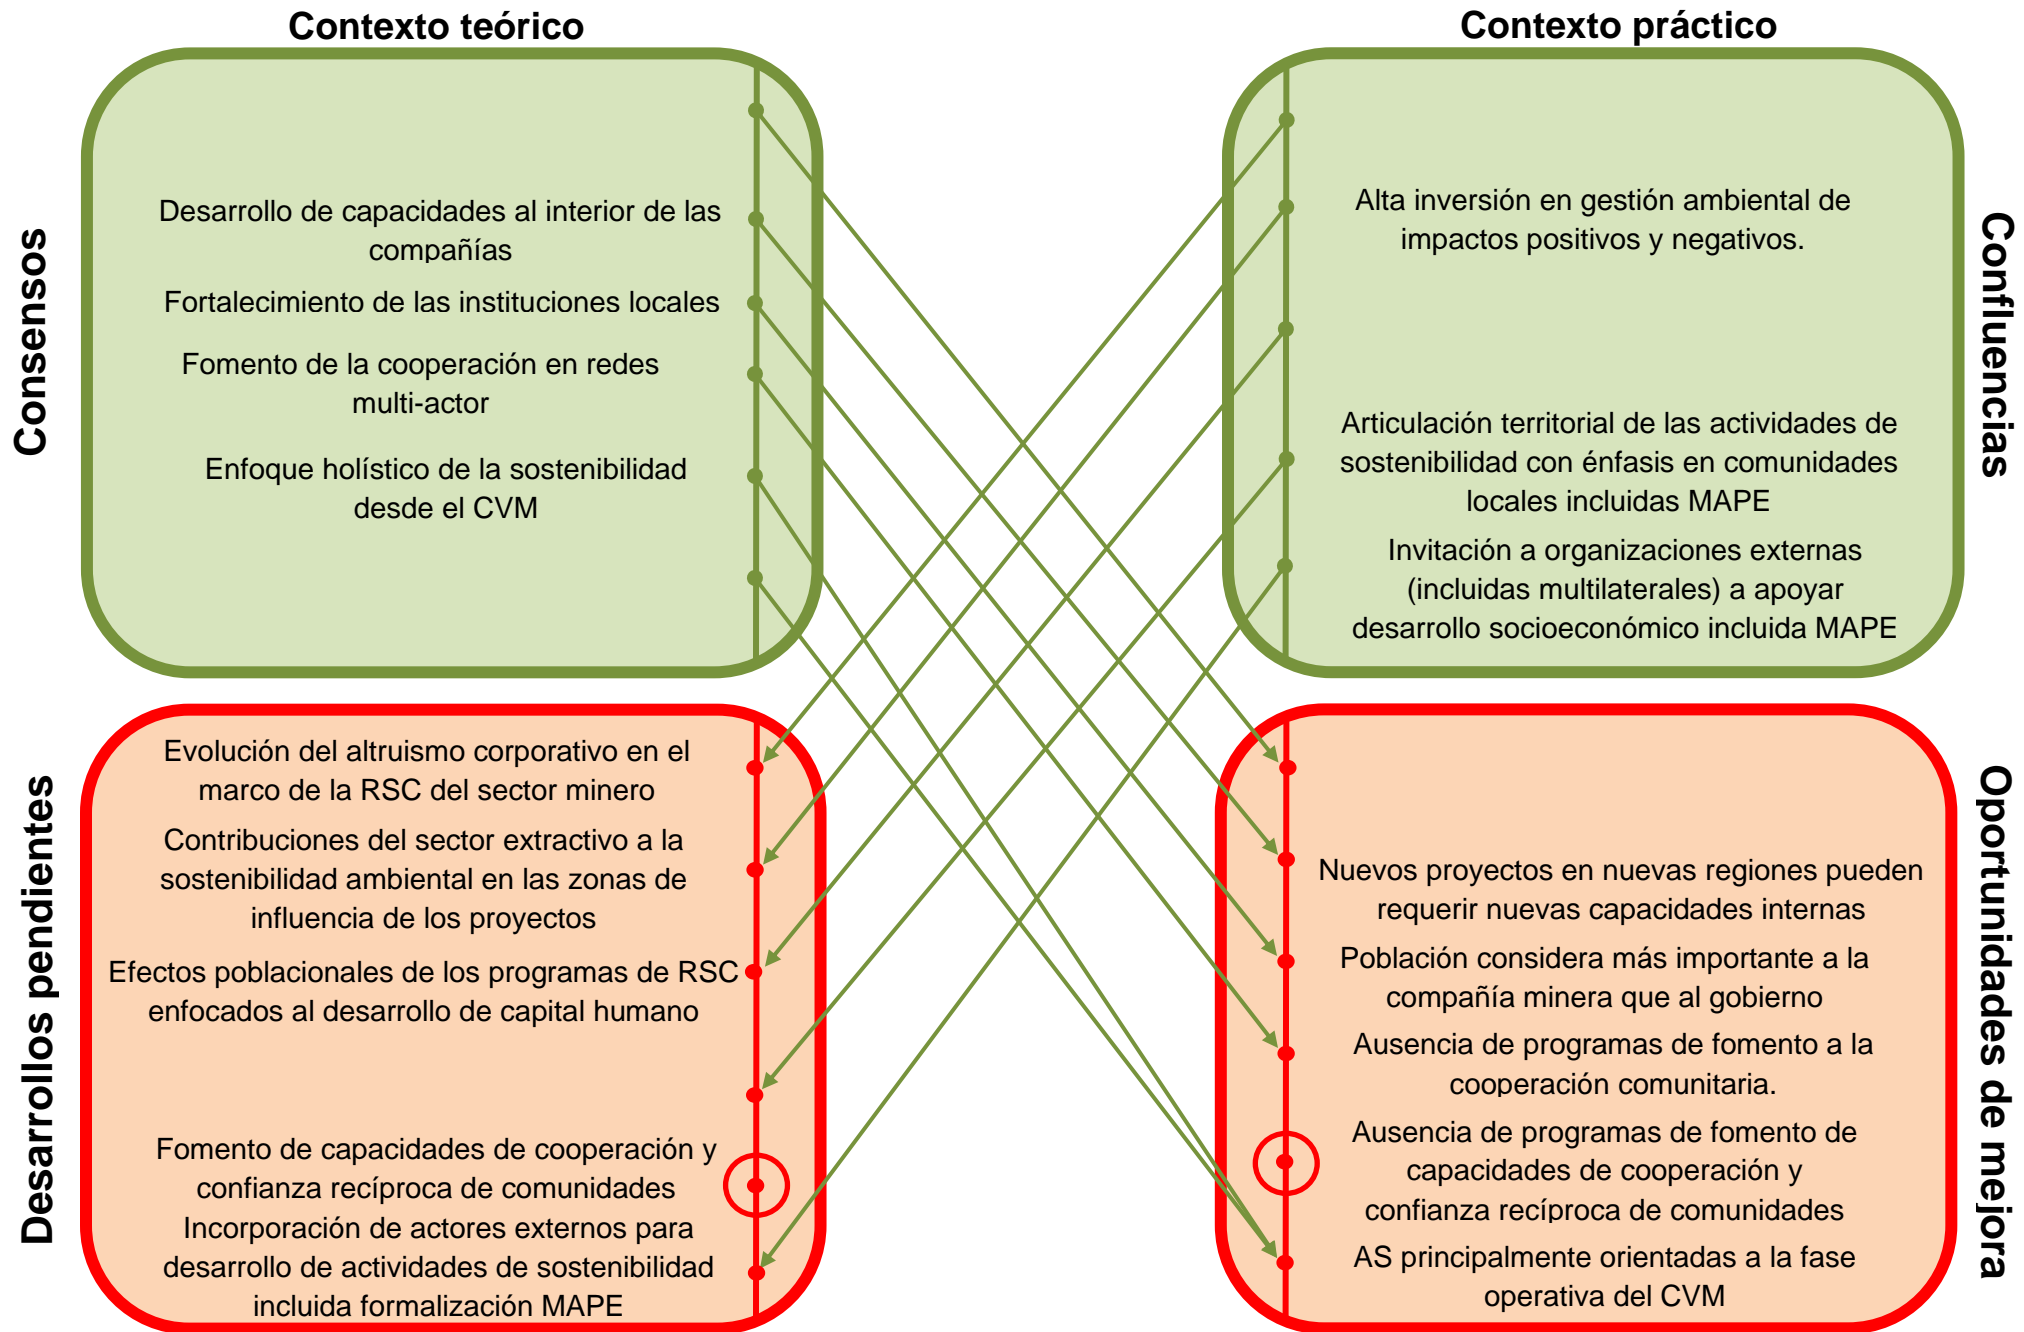 Contexto teórico
Contexto práctico
Consensos
Desarrollo de capacidades al interior de las
compañías
Fortalecimiento de las instituciones locales
Fomento de la cooperación en redes
multi-actor
Enfoque holístico de la sostenibilidad
desde el CVM
Alta inversión en gestión ambiental de
impactos positivos y negativos.
Articulación territorial de las actividades de
sostenibilidad con énfasis en comunidades
locales incluidas MAPE
Invitación a organizaciones externas
(incluidas multilaterales) a apoyar
desarrollo socioeconómico incluida MAPE
Confluencias
Desarrollos pendientes
Evolución del altruismo corporativo en el
marco de la RSC del sector minero
Contribuciones del sector extractivo a la
sostenibilidad ambiental en las zonas de
influencia de los proyectos
Efectos poblacionales de los programas de RSC
enfocados al desarrollo de capital humano
Fomento de capacidades de cooperación y
confianza recíproca de comunidades
Incorporación de actores externos para
desarrollo de actividades de sostenibilidad
incluida formalización MAPE
Nuevos proyectos en nuevas regiones pueden
requerir nuevas capacidades internas
Población considera más importante a la
compañía minera que al gobierno
Ausencia de programas de fomento a la
cooperación comunitaria.
Ausencia de programas de fomento de
capacidades de cooperación y
confianza recíproca de comunidades
AS principalmente orientadas a la fase
operativa del CVM
Oportunidades de mejora